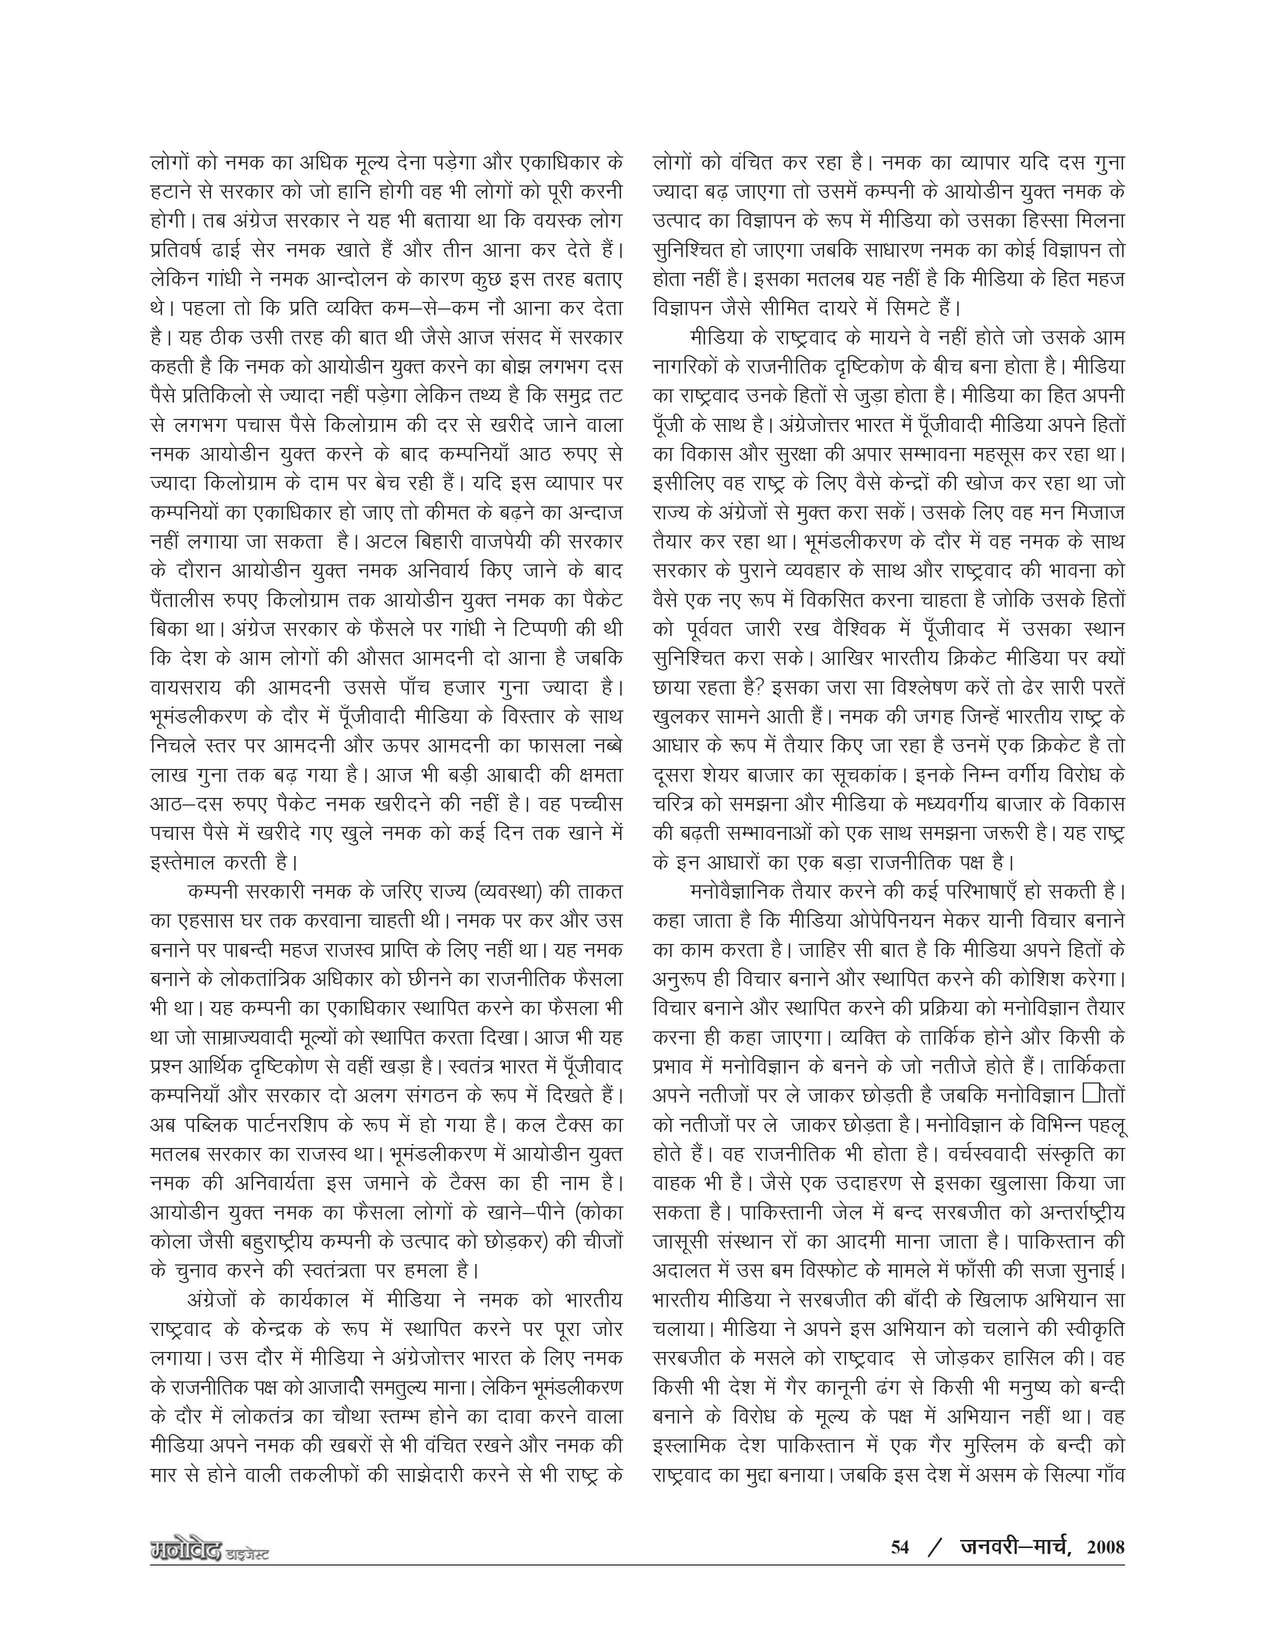 लोगों को नमक का अधिक मूल्य देना पड़ेगा और एकाधिकार के
हटाने से सरकार को जो हानि होगी वह भी लोगों को पूरी करनी
होगी। तब अंग्रेज सरकार ने यह भी बताया था कि वयस्क लोग
प्रतिवर्ष ढाई सेर नमक खाते हैं और तीन आना कर देते हैं।
लेकिन गांधी ने नमक आन्दोलन के कारण कुछ इस तरह बताए
थे। पहला तो कि प्रति व्यक्ति कम–से–कम नौ आना कर देता
है। यह ठीक उसी तरह की बात थी जैसे आज संसद में सरकार
कहती है कि नमक को आयोडीन युक्त करने का बोझ लगभग दस
पैसे प्रतिकिलो से ज्यादा नहीं पड़ेगा लेकिन तथ्य है कि समुद्र तट
से लगभग पचास पैसे किलोग्राम की दर से खरीदे जाने वाला
नमक आयोडीन युक्त करने के बाद कम्पनियाँ आठ रुपए से
ज्यादा किलोग्राम के दाम पर बेच रही हैं। यदि इस व्यापार पर
कम्पनियों का एकाधिकार हो जाए तो कीमत के बढ़ने का अन्दाज
नहीं लगाया जा सकता है। अटल बिहारी वाजपेयी की सरकार
के दौरान आयोडीन युक्त नमक अनिवार्य किए जाने के बाद
पैंतालीस रुपए किलोग्राम तक आयोडीन युक्त नमक का पैकेट
बिका था। अंग्रेज सरकार के फैसले पर गांधी ने टिप्पणी की थी
कि देश के आम लोगों की औसत आमदनी दो आना है जबकि
वायसराय की आमदनी उससे पाँच हजार गुना ज्यादा है।
भूमंडलीकरण के दौर में पूँजीवादी मीडिया के विस्तार के साथ
निचले स्तर पर आमदनी और ऊपर आमदनी का फासला नब्बे
लाख गुना तक बढ़ गया है। आज भी बड़ी आबादी की क्षमता
आठ–दस रुपए पैकेट नमक खरीदने की नहीं है। वह पच्चीस
पचास पैसे में खरीदे गए खुले नमक को कई दिन तक खाने में
इस्तेमाल करती है।
कम्पनी सरकारी नमक के जरिए राज्य (व्यवस्था) की ताकत
का एहसास घर तक करवाना चाहती थी। नमक पर कर और उस
बनाने पर पाबन्दी महज राजस्व प्राप्ति के लिए नहीं था। यह नमक
बनाने के लोकतांत्रिक अधिकार को छीनने का राजनीतिक फैसला
भी था। यह कम्पनी का एकाधिकार स्थापित करने का फैसला भी
था जो साम्राज्यवादी मूल्यों को स्थापित करता दिखा। आज भी यह
प्रश्न आर्थिक दृष्टिकोण से वहीं खड़ा है। स्वतंत्र भारत में पूँजीवाद
कम्पनियाँ और सरकार दो अलग संगठन के रूप में दिखते हैं।
अब पब्लिक पार्टनरशिप के रूप में हो गया है। कल टैक्स का
मतलब सरकार का राजस्व था। भूमंडलीकरण में आयोडीन युक्त
नमक की अनिवार्यता इस जमाने के टैक्स का ही नाम है।
आयोडीन युक्त नमक का फैसला लोगों के खाने–पीने (कोका
कोला जैसी बहुराष्ट्रीय कम्पनी के उत्पाद को छोड़कर) की चीजों
के चुनाव करने की स्वतंत्रता पर हमला है।
अंग्रेजों के कार्यकाल में मीडिया ने नमक को भारतीय
राष्ट्रवाद के केन्द्रक के रूप में स्थापित करने पर पूरा जोर
लगाया। उस दौर में मीडिया ने अंग्रेजोत्तर भारत के लिए नमक
के राजनीतिक पक्ष को आजादी समतुल्य माना। लेकिन भूमंडलीकरण
के दौर में लोकतंत्र का चौथा स्तम्भ होने का दावा करने वाला
मीडिया अपने नमक की खबरों से भी वंचित रखने और नमक की
मार से होने वाली तकलीफों की साझेदारी करने से भी राष्ट्र के
लोगों को वंचित कर रहा है। नमक का व्यापार यदि दस गुना
ज्यादा बढ़ जाएगा तो उसमें कम्पनी के आयोडीन युक्त नमक के
उत्पाद का विज्ञापन के रूप में मीडिया को उसका हिस्सा मिलना
सुनिश्चित हो जाएगा जबकि साधारण नमक का कोई विज्ञापन तो
होता नहीं है। इसका मतलब यह नहीं है कि मीडिया के हित महज
विज्ञापन जैसे सीमित दायरे में सिमटे हैं।
मीडिया के राष्ट्रवाद के मायने वे नहीं होते जो उसके आम
नागरिकों के राजनीतिक दृष्टिकोण के बीच बना होता है। मीडिया
का राष्ट्रवाद उनके हितों से जुड़ा होता है। मीडिया का हित अपनी
पूँजी के साथ है। अंग्रेजोत्तर भारत में पूँजीवादी मीडिया अपने हितों
का विकास और सुरक्षा की अपार सम्भावना महसूस कर रहा था।
इसीलिए वह राष्ट्र के लिए वैसे केन्द्रों की खोज कर रहा था जो
राज्य के अंग्रेजों से मुक्त करा सकें। उसके लिए वह मन मिजाज
तैयार कर रहा था। भूमंडलीकरण के दौर में वह नमक के साथ
सरकार के पुराने व्यवहार के साथ और राष्ट्रवाद की भावना को
वैसे एक नए रूप में विकसित करना चाहता है जोकि उसके हितों
को पूर्ववत जारी रख वैश्विक में पूँजीवाद में उसका स्थान
सुनिश्चित करा सके। आखिर भारतीय क्रिकेट मीडिया पर क्यों
छाया रहता है? इसका जरा सा विश्लेषण करें तो ढेर सारी परतें
खुलकर सामने आती हैं। नमक की जगह जिन्हें भारतीय राष्ट्र के
आधार के रूप में तैयार किए जा रहा है उनमें एक क्रिकेट है तो
दूसरा शेयर बाजार का सूचकांक। इनके निम्न वर्गीय विरोध के
चरित्र को समझना और मीडिया के मध्यवर्गीय बाजार के विकास
की बढ़ती सम्भावनाओं को एक साथ समझना जरूरी है। यह राष्ट्र
के इन आधारों का एक बड़ा राजनीतिक पक्ष है।
मनोवैज्ञानिक तैयार करने की कई परिभाषाएँ हो सकती है।
कहा जाता है कि मीडिया ओपेपिनयन मेकर यानी विचार बनाने
का काम करता है। जाहिर सी बात है कि मीडिया अपने हितों के
अनुरूप ही विचार बनाने और स्थापित करने की कोशिश करेगा।
विचार बनाने और स्थापित करने की प्रक्रिया को मनोविज्ञान तैयार
करना ही कहा जाएगा। व्यक्ति के तार्किक होने और किसी के
प्रभाव में मनोविज्ञान के बनने के जो नतीजे होते हैं। तार्किकता
अपने नतीजों पर ले जाकर छोड़ती है जबकि मनोविज्ञान
को नतीजों पर ले जाकर छोड़ता है। मनोविज्ञान के विभिन्न पहलू
होते हैं। वह राजनीतिक भी होता है। वर्चस्ववादी संस्कृति का
वाहक भी है। जैसे एक उदाहरण से इसका खुलासा किया जा
सकता है। पाकिस्तानी जेल में बन्द सरबजीत को अन्तर्राष्ट्रीय
जासूसी संस्थान रों का आदमी माना जाता है। पाकिस्तान की
अदालत में उस बम विस्फोट के मामले में फाँसी की सजा सुनाई।
भारतीय मीडिया ने सरबजीत की बाँदी के खिलाफ अभियान सा
चलाया। मीडिया ने अपने इस अभियान को चलाने की स्वीकृति
सरबजीत के मसले को राष्ट्रवाद से जोड़कर हासिल की। वह
किसी भी देश में गैर कानूनी ढंग से किसी भी मनुष्य को बन्दी
बनाने के विरोध के मूल्य के पक्ष में अभियान नहीं था। वह
इस्लामिक देश पाकिस्तान में एक गैर मुस्लिम के बन्दी को
राष्ट्रवाद का मुद्दा बनाया। जबकि इस देश में असम के सिल्पा गाँव
मनोवेद डाइजेस्ट
54 / जनवरी–मार्च, 2008